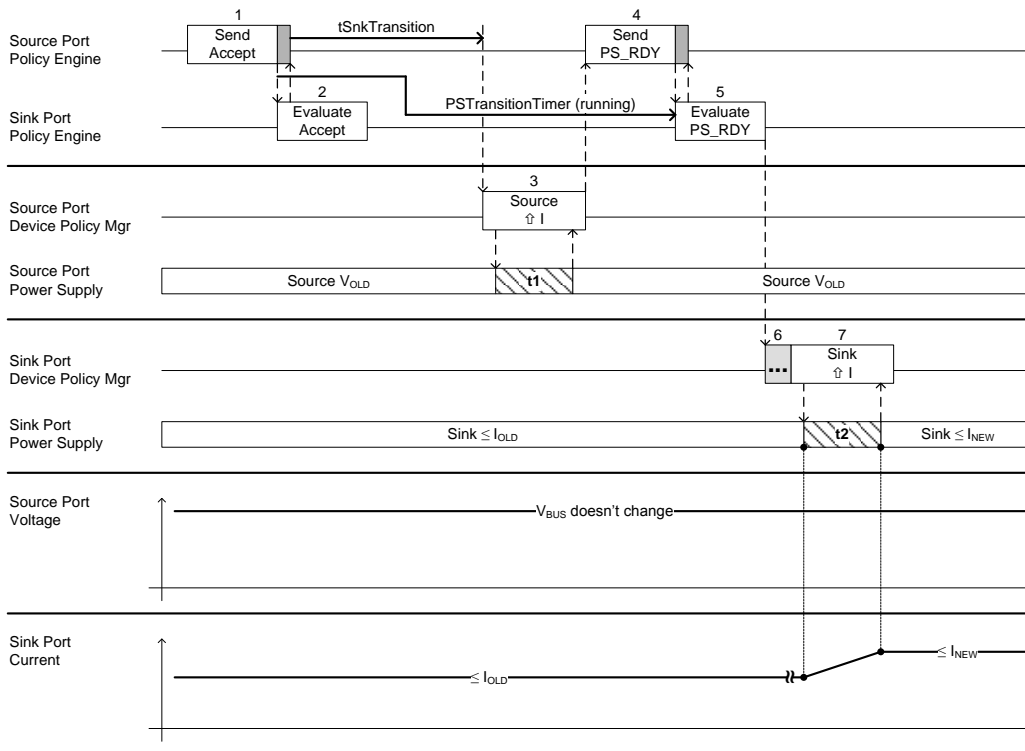 1
Send
Accept
tSnkTransition
4
Send
PS_RDY
Source Port
Policy Engine
2
Evaluate
Accept
PSTransitionTimer (running)
5
Evaluate
PS_RDY
Sink Port
Policy Engine
3
Source
⇧ I
Source Port
Device Policy Mgr
Source Port
Power Supply
Source VOLD
t1
Source VOLD
6
...
7
Sink
⇧ I
Sink Port
Device Policy Mgr
Sink Port
Power Supply
Sink ≤ IOLD
t2
Sink ≤ INEW
Source Port
Voltage
VBUS doesn't change
Sink Port
Current
≤ IOLD
≤ INEW